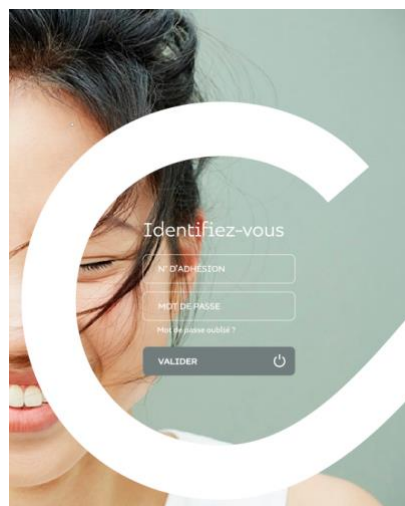 Identifiez-vous
N° D'ADHÉSION
MOT DE PASSE
Mot de passe oublié ?
VALIDER